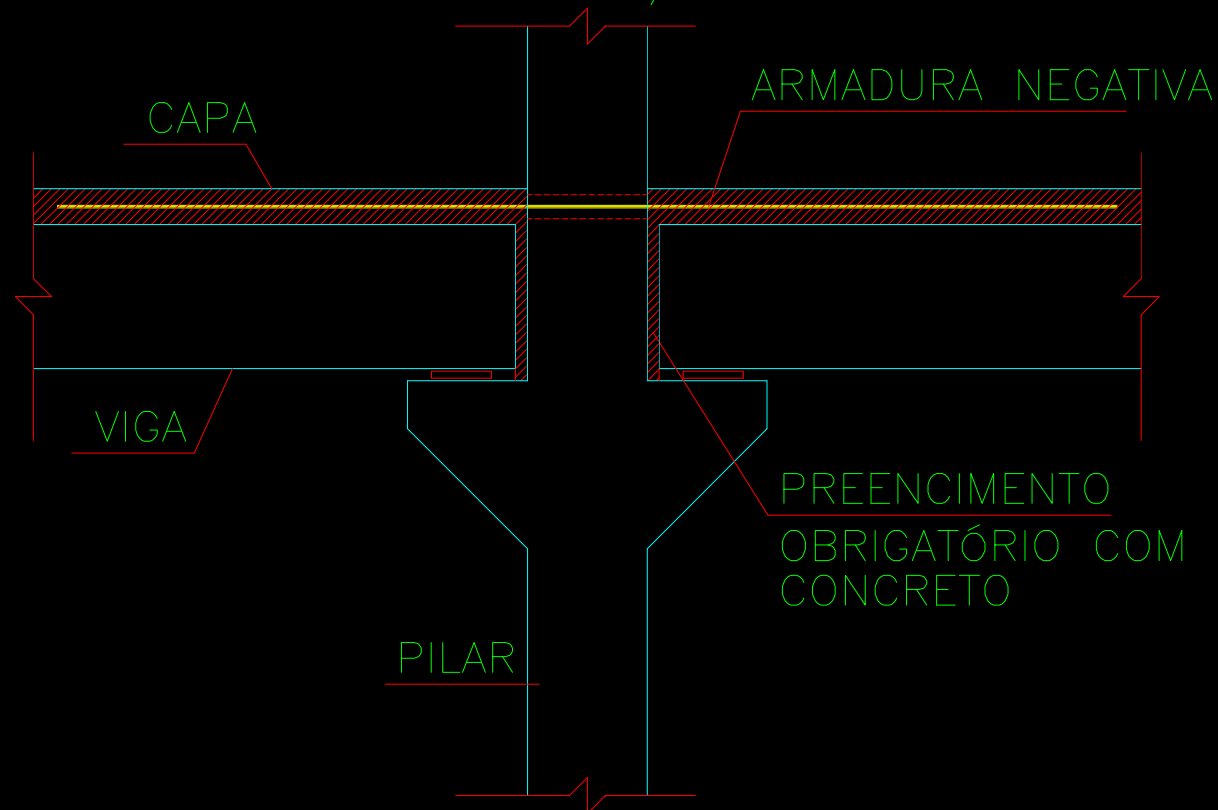 ARMADURA NEGATIVA
CAPA
VIGA
PREENCIMENTO
OBRIGATÓRIO COM
CONCRETO
PILAR